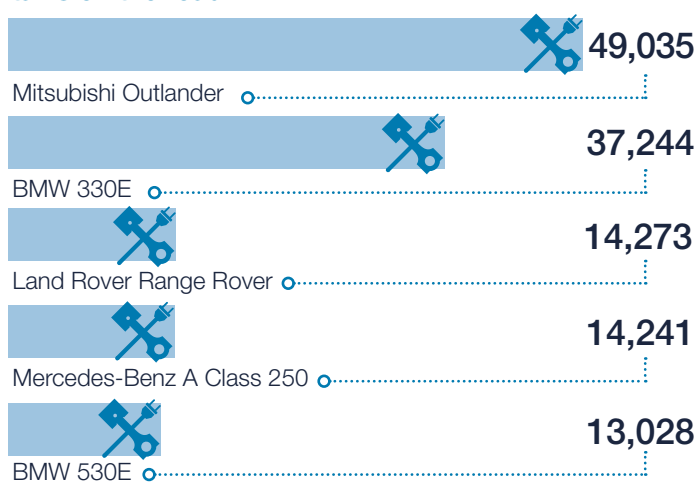 49,035
Mitsubishi Outlander
37,244
BMW 330E
14,273
Land Rover Range Rover
14,241
Mercedes-Benz A Class 250
13,028
BMW 530E